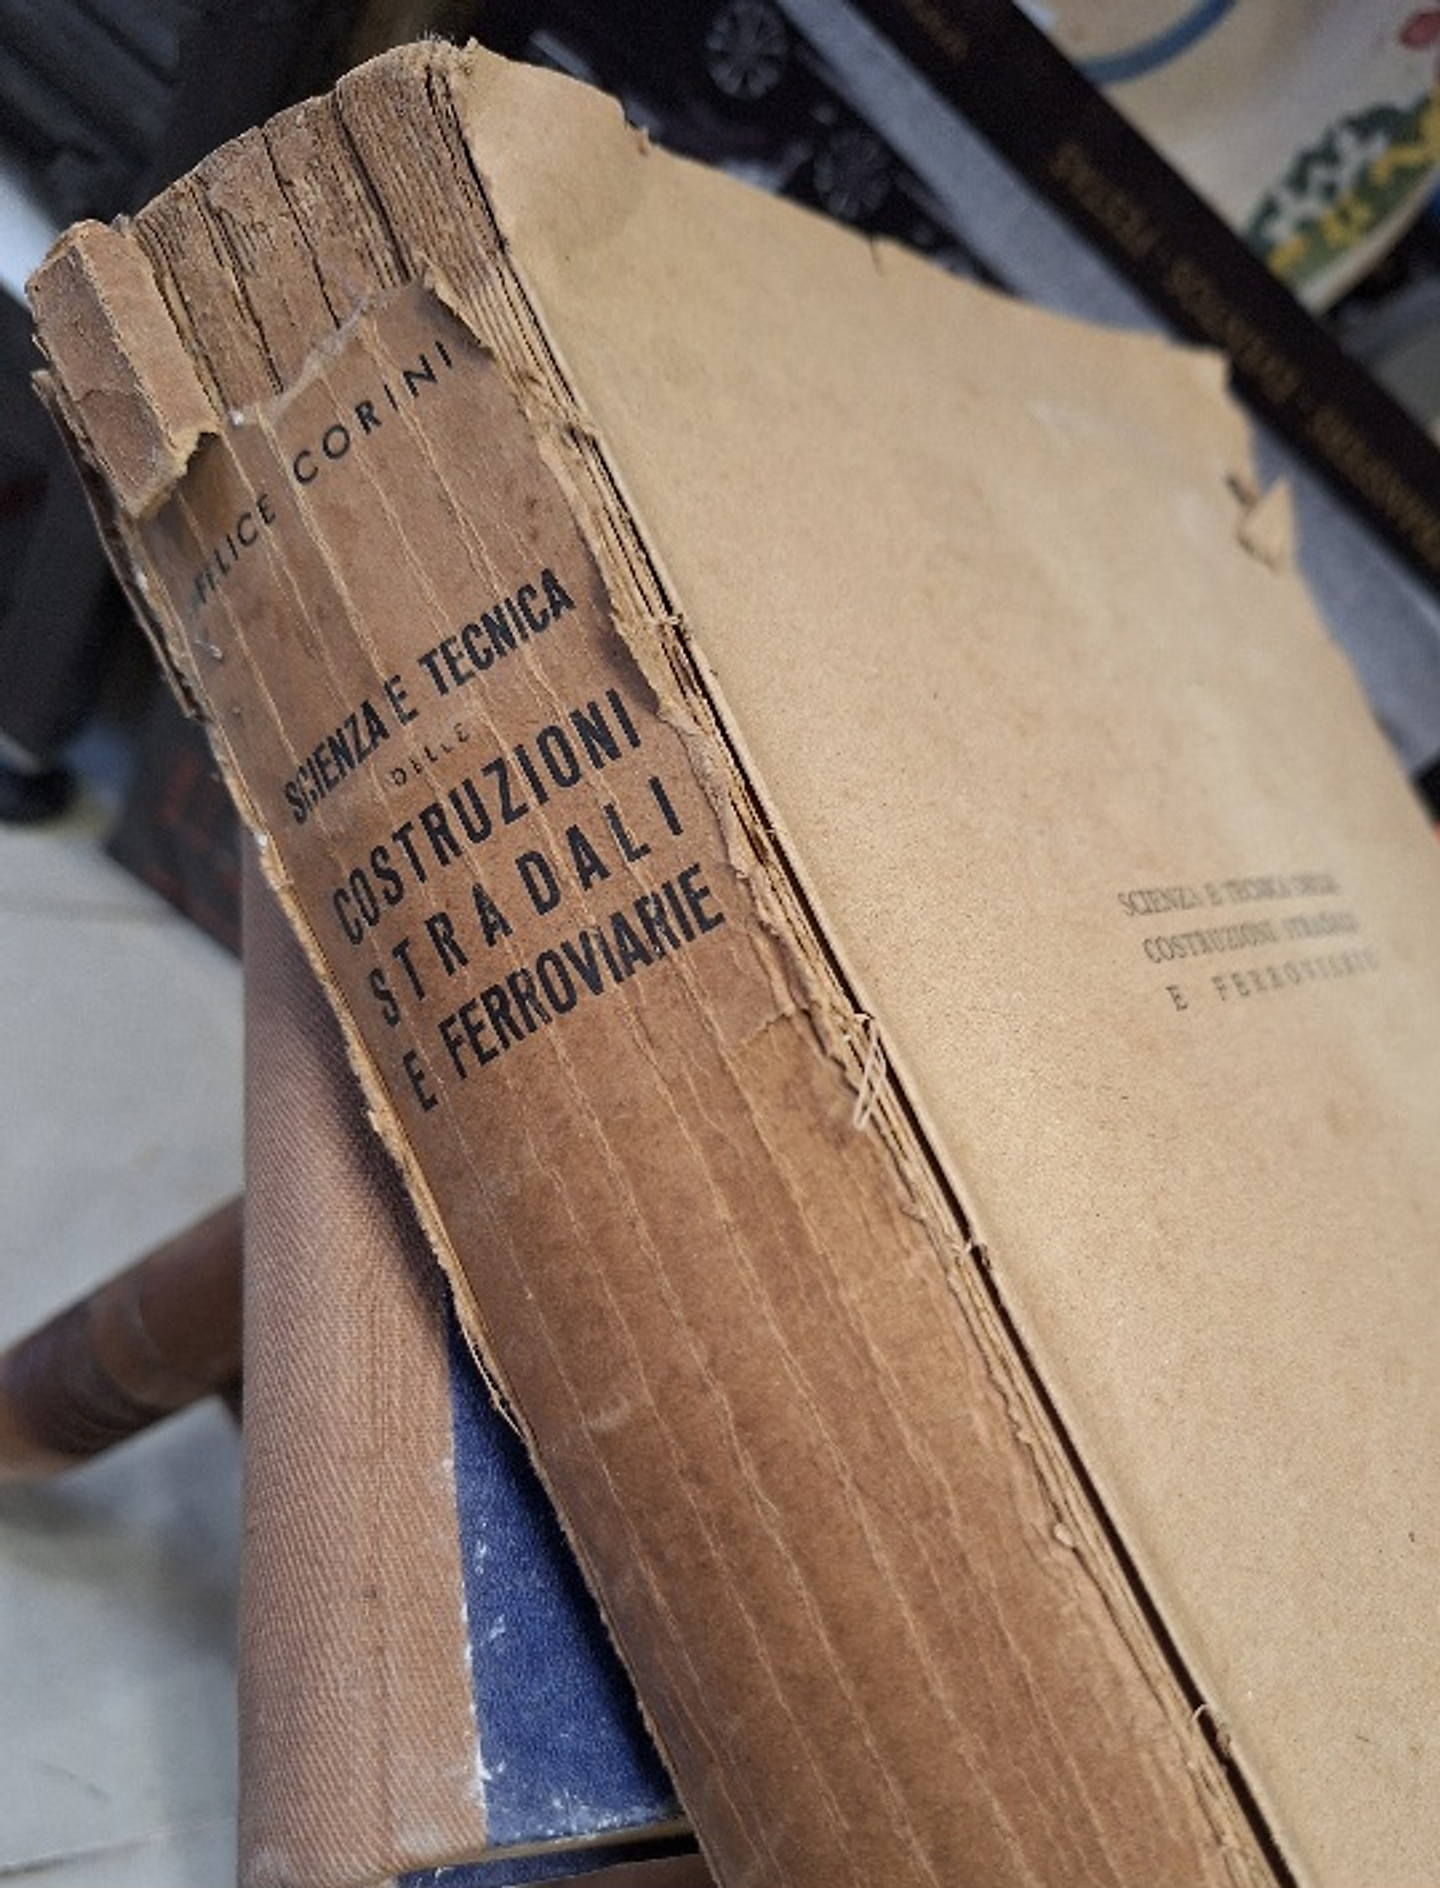 FELICE CORINI
SCIENZA E TECNICA
DELLE
COSTRUZIONI
STRADALI
E FERROVIARIE
SCIENZA E TECNICA DELLE
COSTRUZIONI STRADALI
E FERROVIARIE